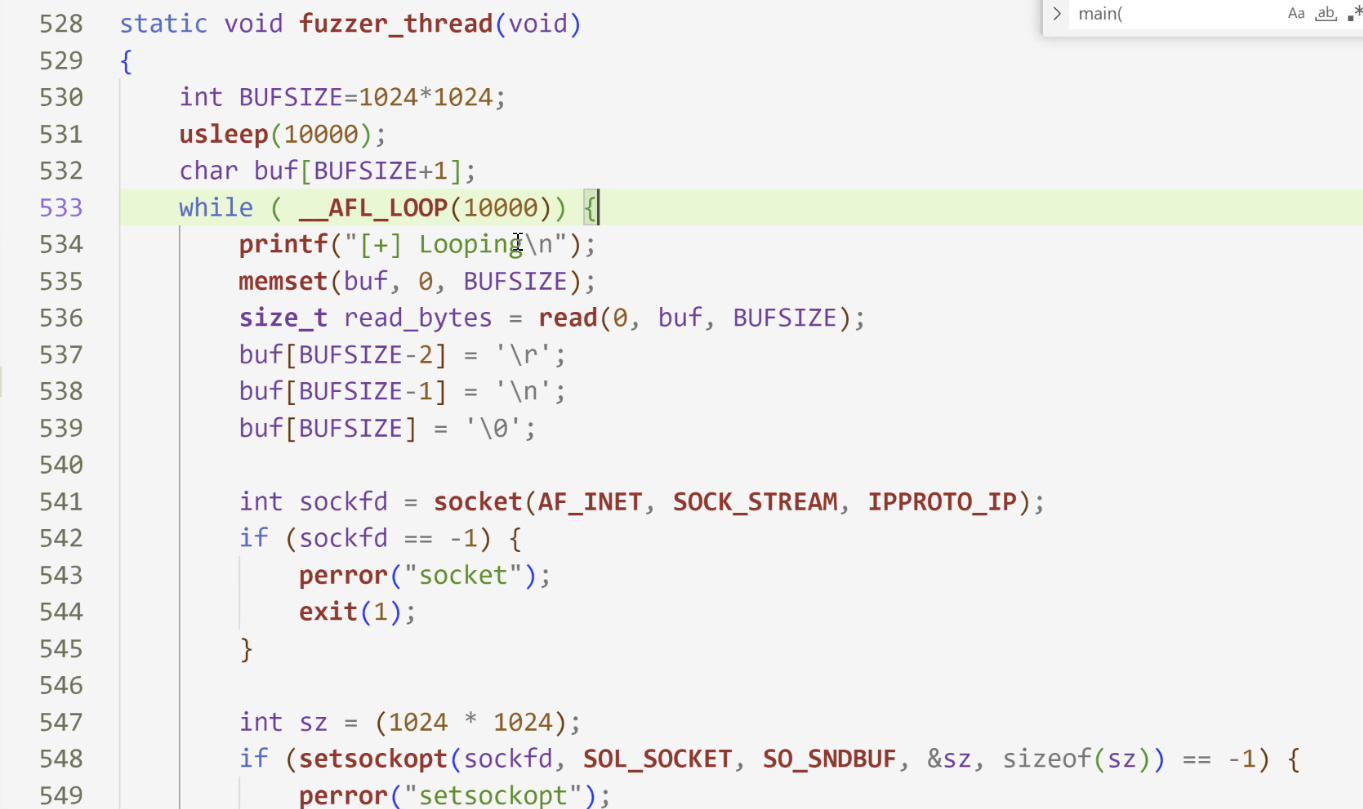 main(
Aa ab *
528 static void fuzzer_thread(void)
529 {
530 int BUFSIZE=1024*1024;
531 usleep(10000);
532 char buf[BUFSIZE+1];
533 while ( __AFL_LOOP(10000)) {
534 printf("[+] Looping\n");
535 memset(buf, 0, BUFSIZE);
536 size_t read_bytes = read(0, buf, BUFSIZE);
537 buf[BUFSIZE-2] = '\r';
538 buf[BUFSIZE-1] = '\n';
539 buf[BUFSIZE] = '\0';
540
541 int sockfd = socket(AF_INET, SOCK_STREAM, IPPROTO_IP);
542 if (sockfd == -1) {
543 perror("socket");
544 exit(1);
545 }
546
547 int sz = (1024 * 1024);
548 if (setsockopt(sockfd, SOL_SOCKET, SO_SNDBUF, &sz, sizeof(sz)) == -1) {
549 perror("setsockopt");